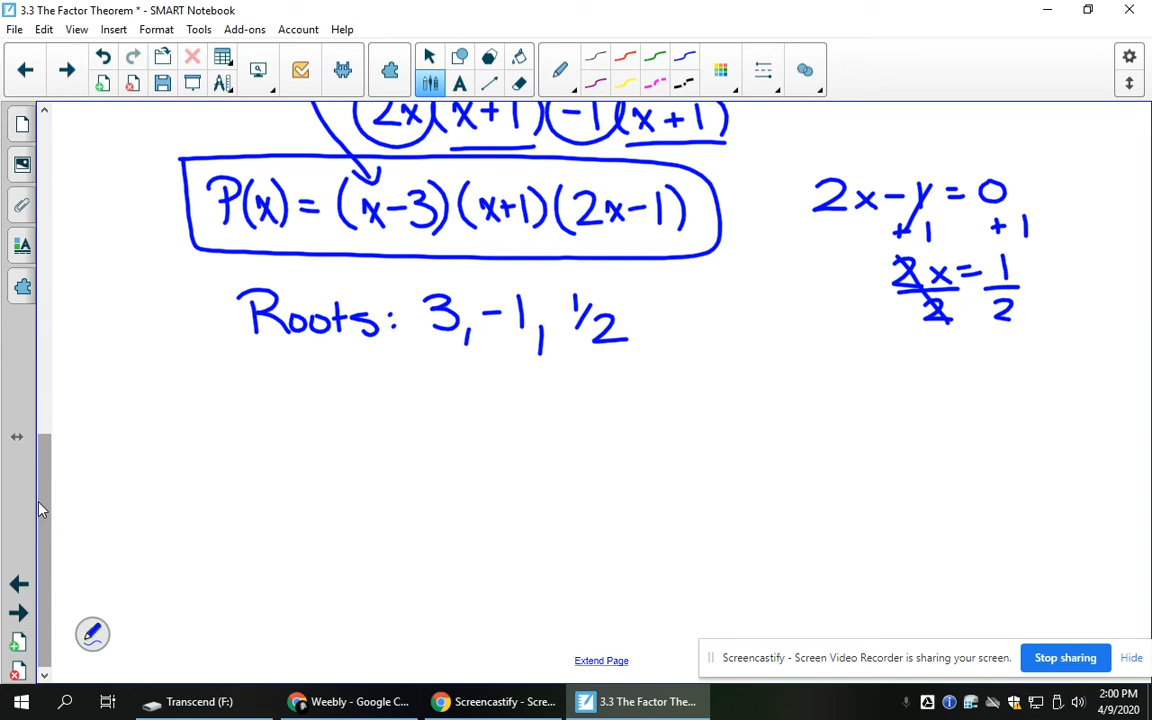 3.3 The Factor Theorem * - SMART Notebook
File Edit View Insert Format Tools Add-ons Account Help
(2x(x+1)(-1(x+1)
P(x) = (x-3)(x+1)(2x-1)
2x-1 = 0
+1 +1
2x = 1
2 2
Roots: 3, -1, 1/2
Extend Page
Screencastify - Screen Video Recorder is sharing your screen. Stop sharing Hide
Transcend (F:) Weebly - Google C... Screencastify - Scre... 3.3 The Factor The...
2:00 PM
4/9/2020